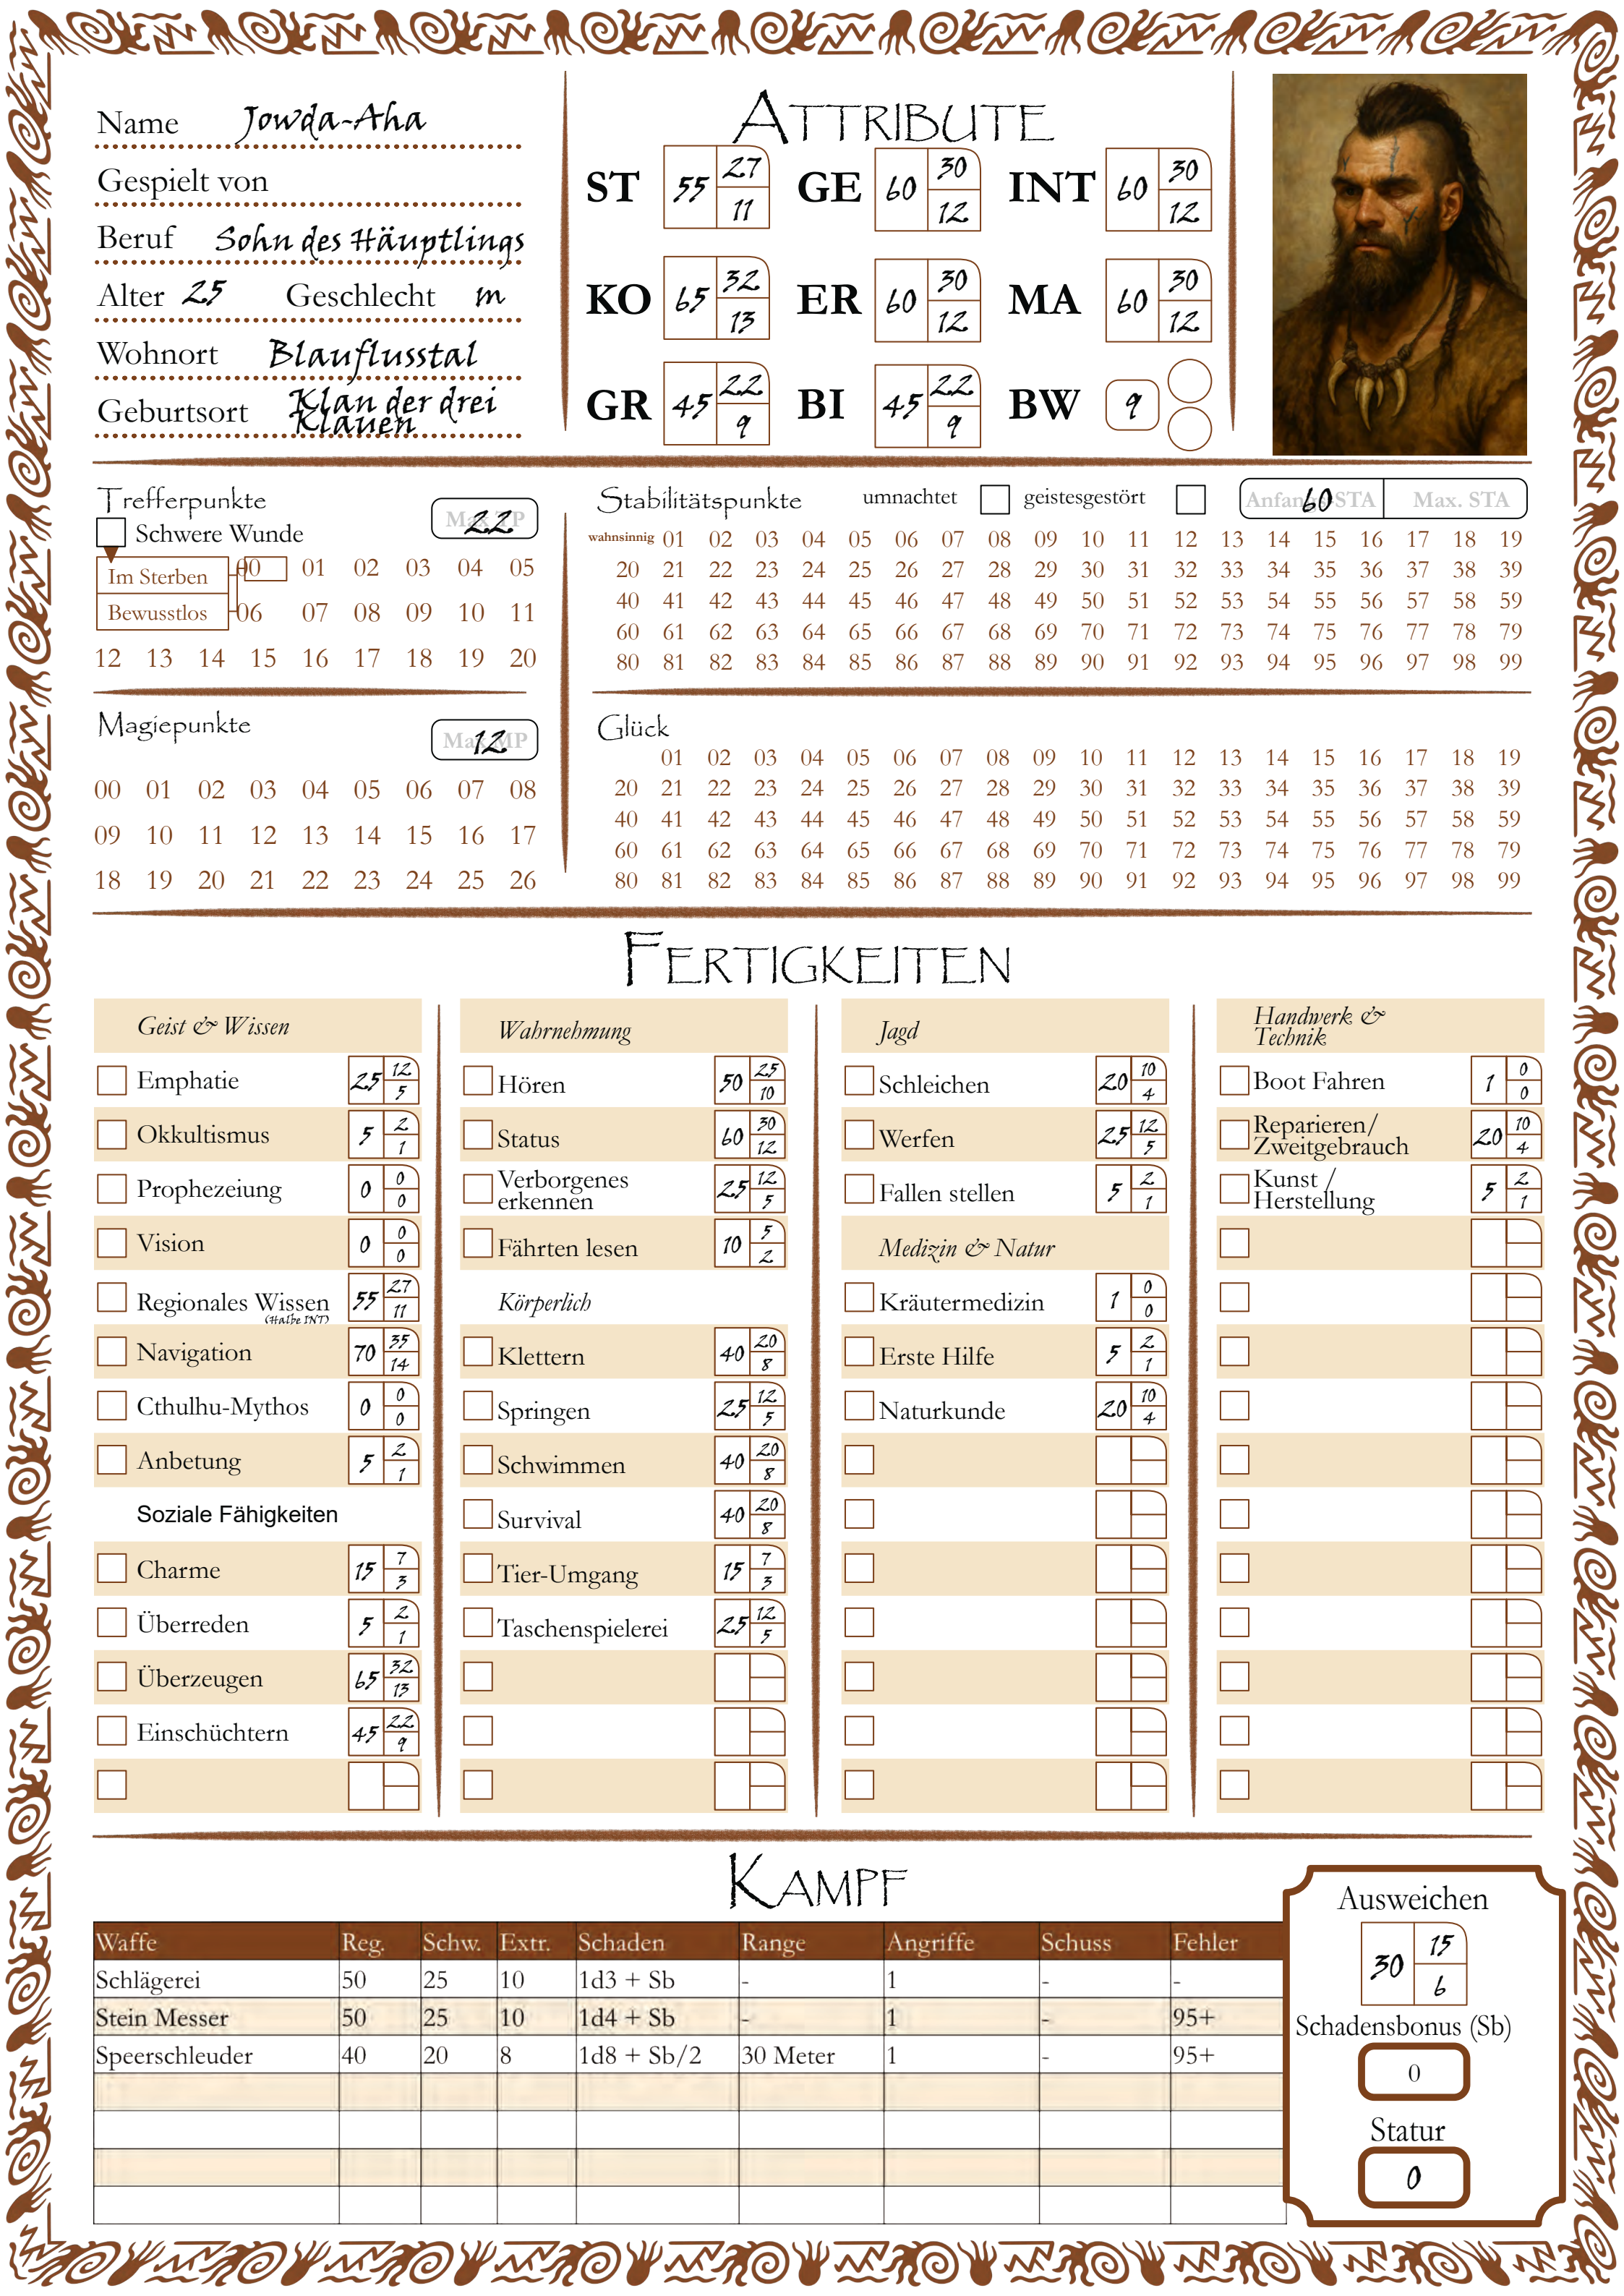 Name Jowda-Aha
Gespielt von
Beruf Sohn des Häuptlings
Alter 25 Geschlecht m
Wohnort Blauflusstal
Geburtsort Klan der drei
Klauen
ATTRIBUTE
ST 55 27 11 GE 60 30 12 INT 60 30 12
KO 65 32 13 ER 60 30 12 MA 60 30 12
GR 45 22 9 BI 45 22 9 BW 9
Trefferpunkte
Max TP 22
Schwere Wunde
Im Sterben 00 01 02 03 04 05
Bewusstlos 06 07 08 09 10 11
12 13 14 15 16 17 18 19 20
Stabilitätspunkte umnachtet geistesgestört Anfangs-STA 60 Max. STA
wahnsinnig 01 02 03 04 05 06 07 08 09 10 11 12 13 14 15 16 17 18 19
20 21 22 23 24 25 26 27 28 29 30 31 32 33 34 35 36 37 38 39
40 41 42 43 44 45 46 47 48 49 50 51 52 53 54 55 56 57 58 59
60 61 62 63 64 65 66 67 68 69 70 71 72 73 74 75 76 77 78 79
80 81 82 83 84 85 86 87 88 89 90 91 92 93 94 95 96 97 98 99
Magiepunkte
Max MP 12
00 01 02 03 04 05 06 07 08
09 10 11 12 13 14 15 16 17
18 19 20 21 22 23 24 25 26
Glück
01 02 03 04 05 06 07 08 09 10 11 12 13 14 15 16 17 18 19
20 21 22 23 24 25 26 27 28 29 30 31 32 33 34 35 36 37 38 39
40 41 42 43 44 45 46 47 48 49 50 51 52 53 54 55 56 57 58 59
60 61 62 63 64 65 66 67 68 69 70 71 72 73 74 75 76 77 78 79
80 81 82 83 84 85 86 87 88 89 90 91 92 93 94 95 96 97 98 99
FERTIGKEITEN
Geist & Wissen
Emphatie 25 12 5
Okkultismus 5 2 1
Prophezeiung 0 0 0
Vision 0 0 0
Regionales Wissen 55 27 11
(Halbe INT)
Navigation 70 35 14
Cthulhu-Mythos 0 0 0
Anbetung 5 2 1
Soziale Fähigkeiten
Charme 15 7 3
Überreden 5 2 1
Überzeugen 65 32 13
Einschüchtern 45 22 9
Wahrnehmung
Hören 50 25 10
Status 60 30 12
Verborgenes
erkennen 25 12 5
Fährten lesen 10 5 2
Körperlich
Klettern 40 20 8
Springen 25 12 5
Schwimmen 40 20 8
Survival 40 20 8
Tier-Umgang 15 7 3
Taschenspielerei 25 12 5
Jagd
Schleichen 20 10 4
Werfen 25 12 5
Fallen stellen 5 2 1
Medizin & Natur
Kräutermedizin 1 0 0
Erste Hilfe 5 2 1
Naturkunde 20 10 4
Handwerk &
Technik
Boot Fahren 1 0 0
Reparieren/
Zweitgebrauch 20 10 4
Kunst /
Herstellung 5 2 1
KAMPF
Waffe Reg. Schw. Extr. Schaden Range Angriffe Schuss Fehler
Schlägerei 50 25 10 1d3 + Sb - 1 - -
Stein Messer 50 25 10 1d4 + Sb - 1 - 95+
Speerschleuder 40 20 8 1d8 + Sb/2 30 Meter 1 - 95+
Ausweichen
30 15 6
Schadensbonus (Sb)
0
Statur
0